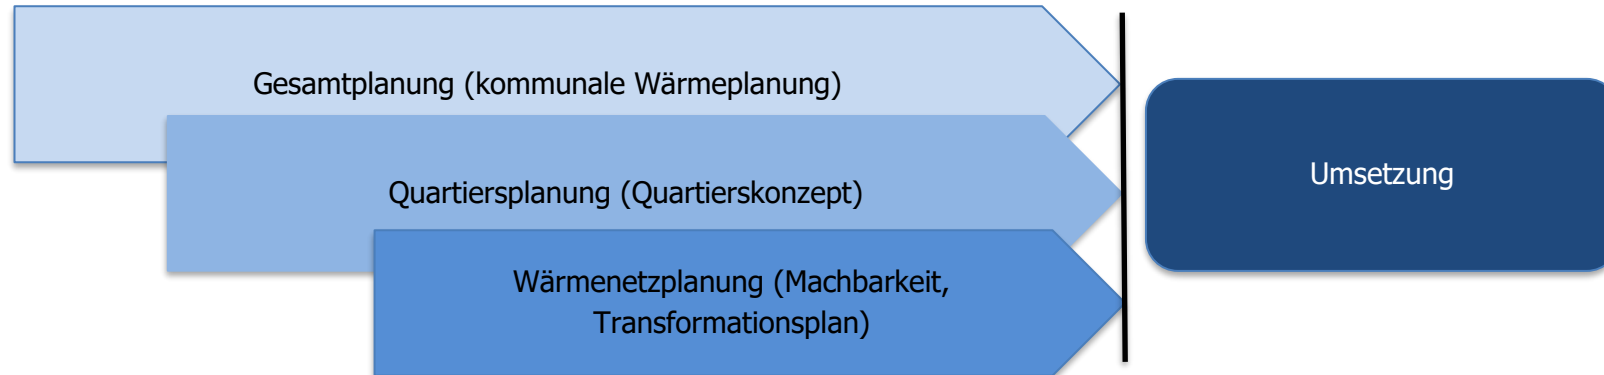 Gesamtplanung (kommunale Wärmeplanung)
Quartiersplanung (Quartierskonzept)
Umsetzung
Wärmenetzplanung (Machbarkeit,
Transformationsplan)